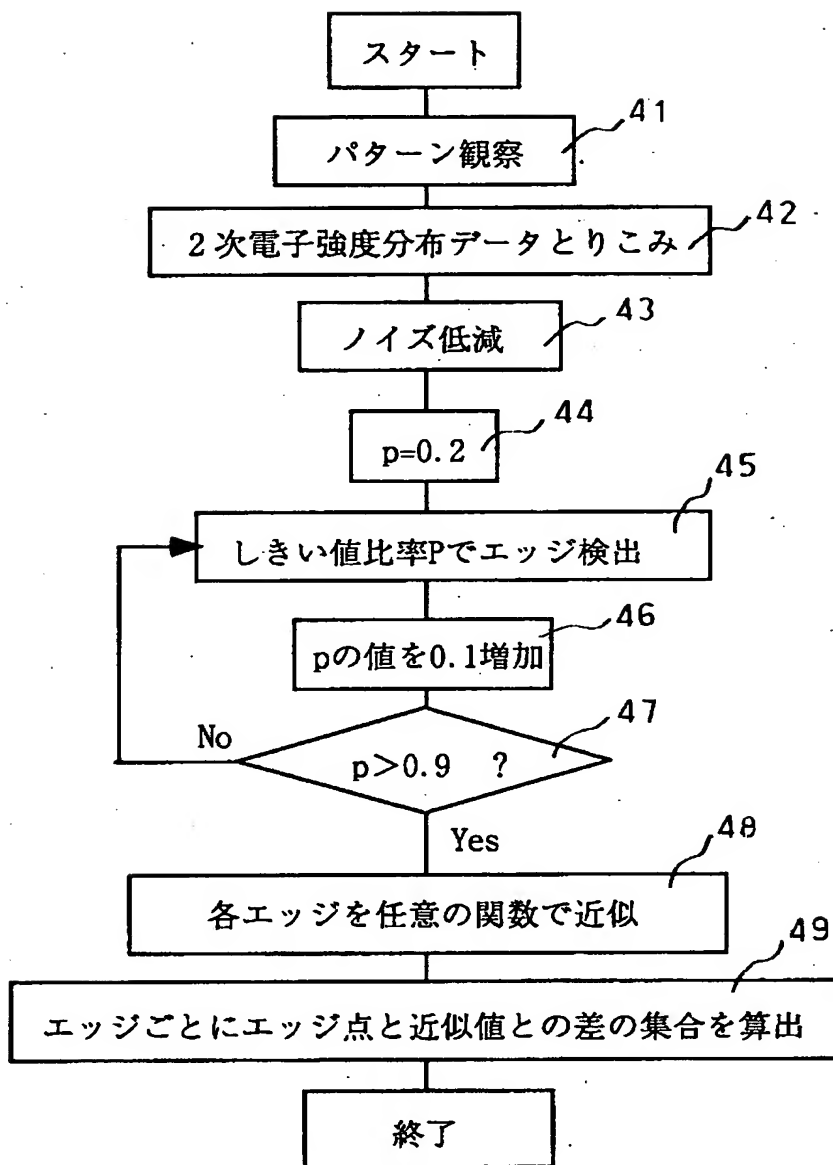 スタート
41
パターン観察
42
2次電子強度分布データとりこみ
43
ノイズ低減
44
p=0.2
45
しきい値比率Pでエッジ検出
46
pの値を0.1増加
47
No
p＞0.9 ?
Yes
48
各エッジを任意の関数で近似
49
エッジごとにエッジ点と近似値との差の集合を算出
終了